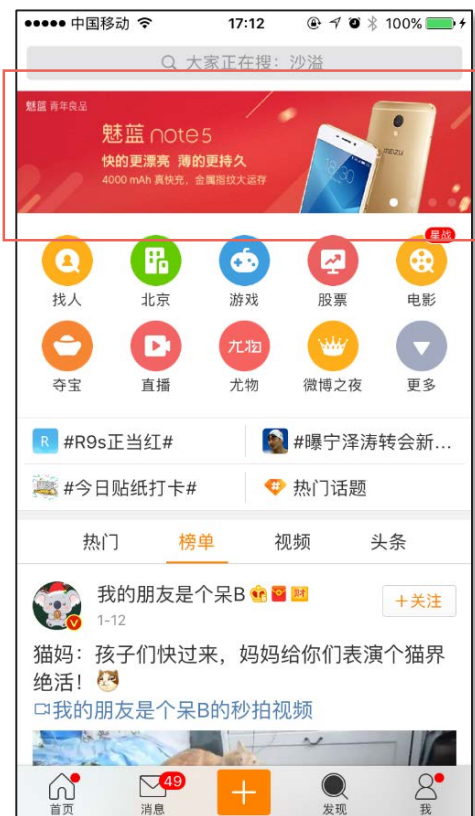 中国移动 17:12 100%
大家正在搜：沙溢
魅蓝 青年良品
魅蓝 note5
快的更漂亮 薄的更持久
4000 mAh 真快充，金属指纹大运存
18:30
MEIZU
星战
找人 北京 游戏 股票 电影
尤物
夺宝 直播 尤物 微博之夜 更多
R #R9s正当红# #曝宁泽涛转会新...
#今日贴纸打卡# # 热门话题
热门 榜单 视频 头条
我的朋友是个呆B 财
1-12
+关注
猫妈：孩子们快过来，妈妈给你们表演个猫界
绝活！
我的朋友是个呆B的秒拍视频
49
首页 消息 发现 我